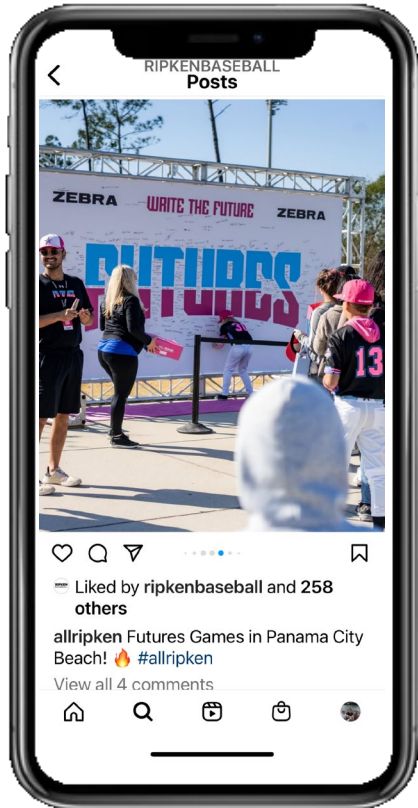 RIPKENBASEBALL
Posts
ZEBRA WRITE THE FUTURE ZEBRA
FUTURES
13
Liked by ripkenbaseball and 258
others
allripken Futures Games in Panama City
Beach! 🔥 #allripken
View all 4 comments